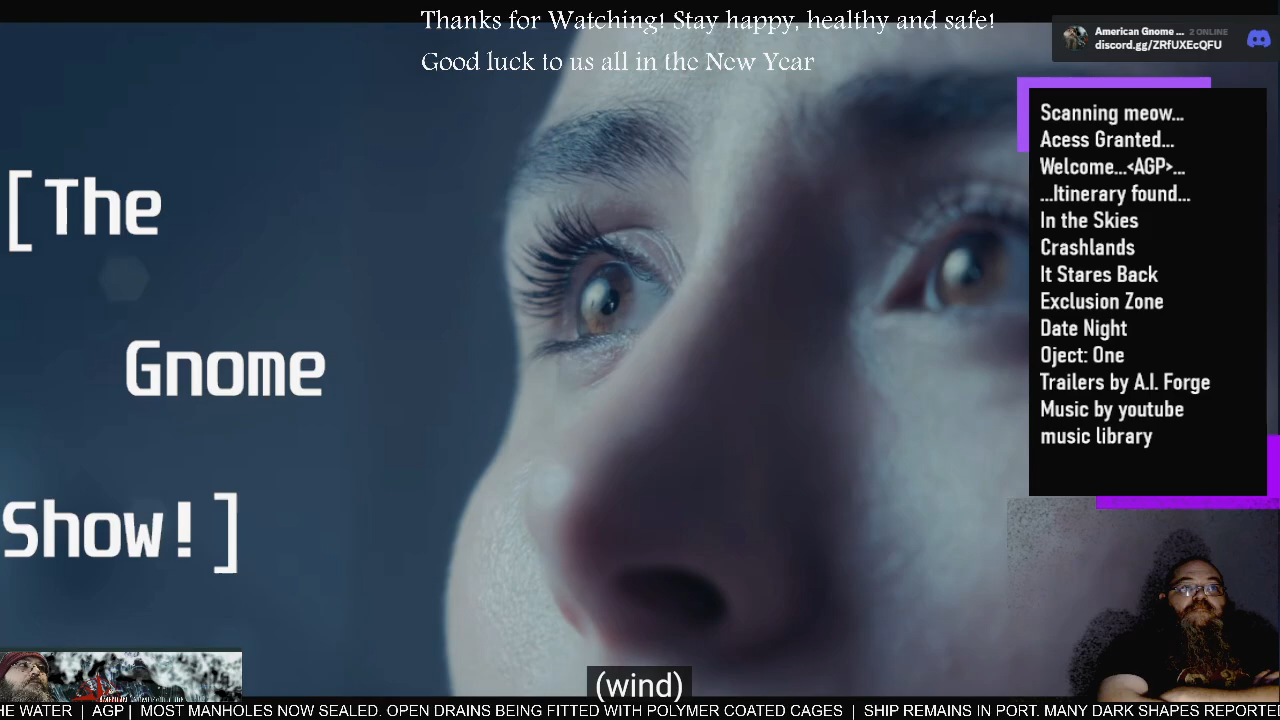 Thanks for Watching! Stay happy, healthy and safe!
Good luck to us all in the New Year
American Gnome ... 2 ONLINE
discord.gg/ZRfUXEcQFU
[The
Gnome
Show!]
Scanning meow...
Acess Granted...
Welcome...<AGP>...
...Itinerary found...
In the Skies
Crashlands
It Stares Back
Exclusion Zone
Date Night
Oject: One
Trailers by A.I. Forge
Music by youtube
music library
(wind)
HE WATER | AGP | MOST MANHOLES NOW SEALED. OPEN DRAINS BEING FITTED WITH POLYMER COATED CAGES | SHIP REMAINS IN PORT. MANY DARK SHAPES REPORTE